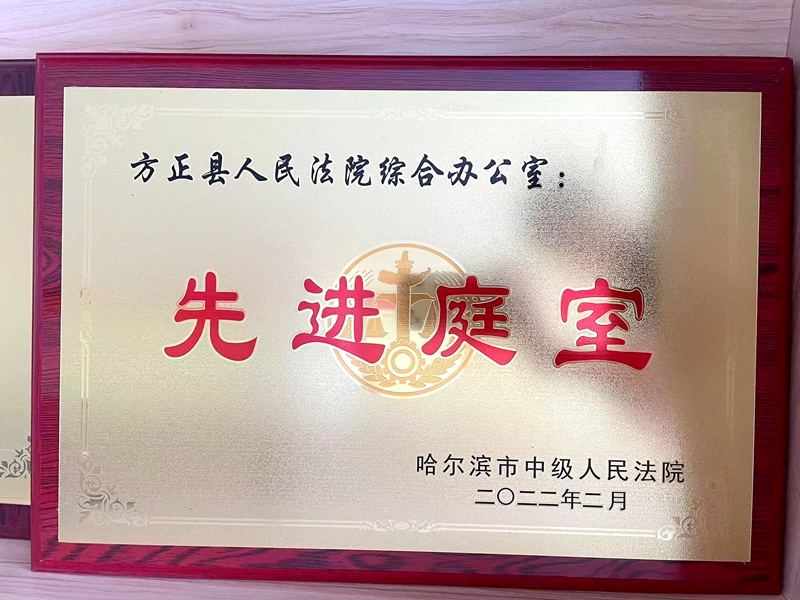 方正县人民法院综合办公室：
先进庭室
哈尔滨市中级人民法院
二〇二二年二月